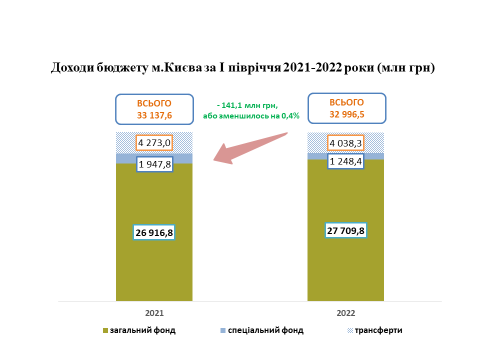 Доходи бюджету м.Києва за І півріччя 2021-2022 роки (млн грн)
ВСЬОГО
33 137,6
- 141,1 млн грн,
або зменшилось на 0,4%
ВСЬОГО
32 996,5
4 273,0
4 038,3
1 947,8
1 248,4
26 916,8
27 709,8
2021
2022
загальний фонд
спеціальний фонд
трансферти